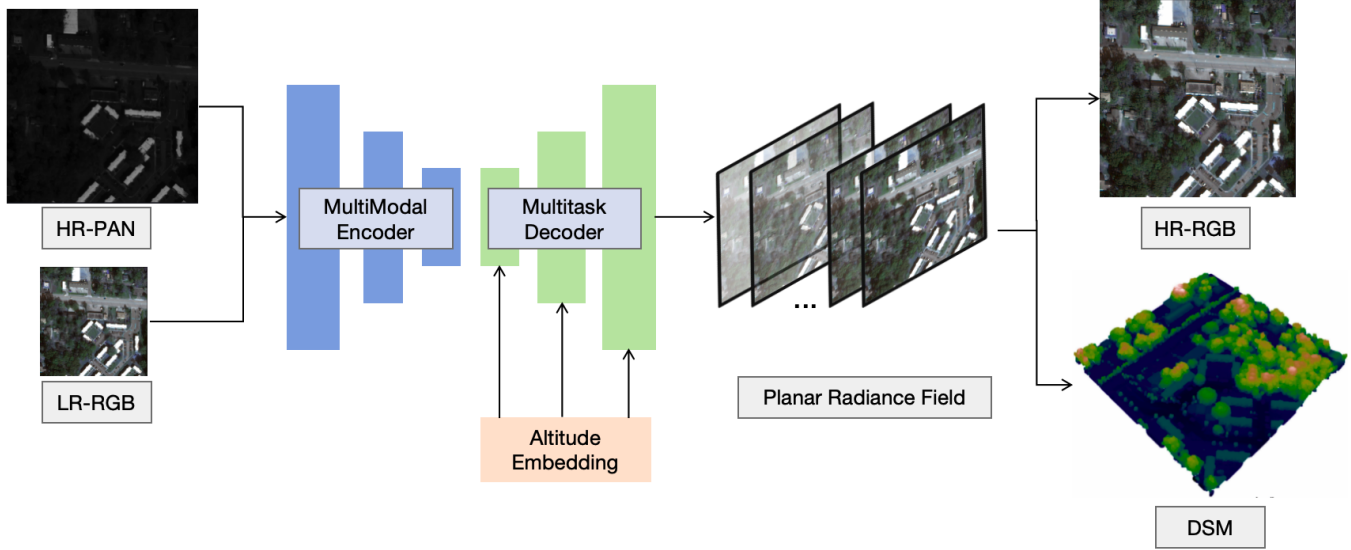 HR-PAN
LR-RGB
MultiModal
Encoder
Multitask
Decoder
Altitude
Embedding
...
Planar Radiance Field
HR-RGB
DSM